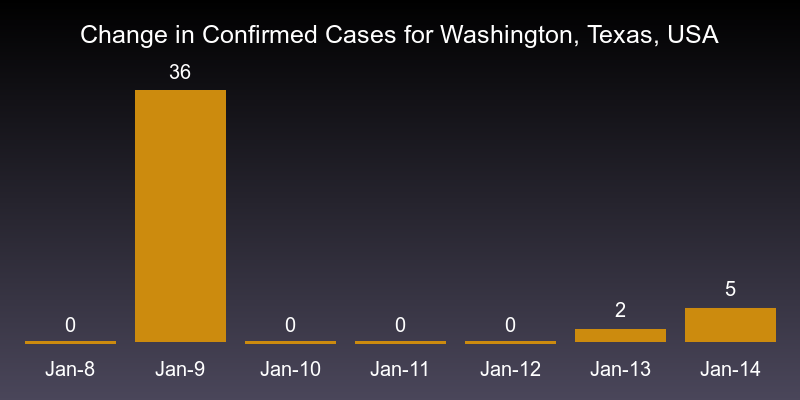 Change in Confirmed Cases for Washington, Texas, USA
36
0
0
0
0
2
5
Jan-8
Jan-9
Jan-10
Jan-11
Jan-12
Jan-13
Jan-14